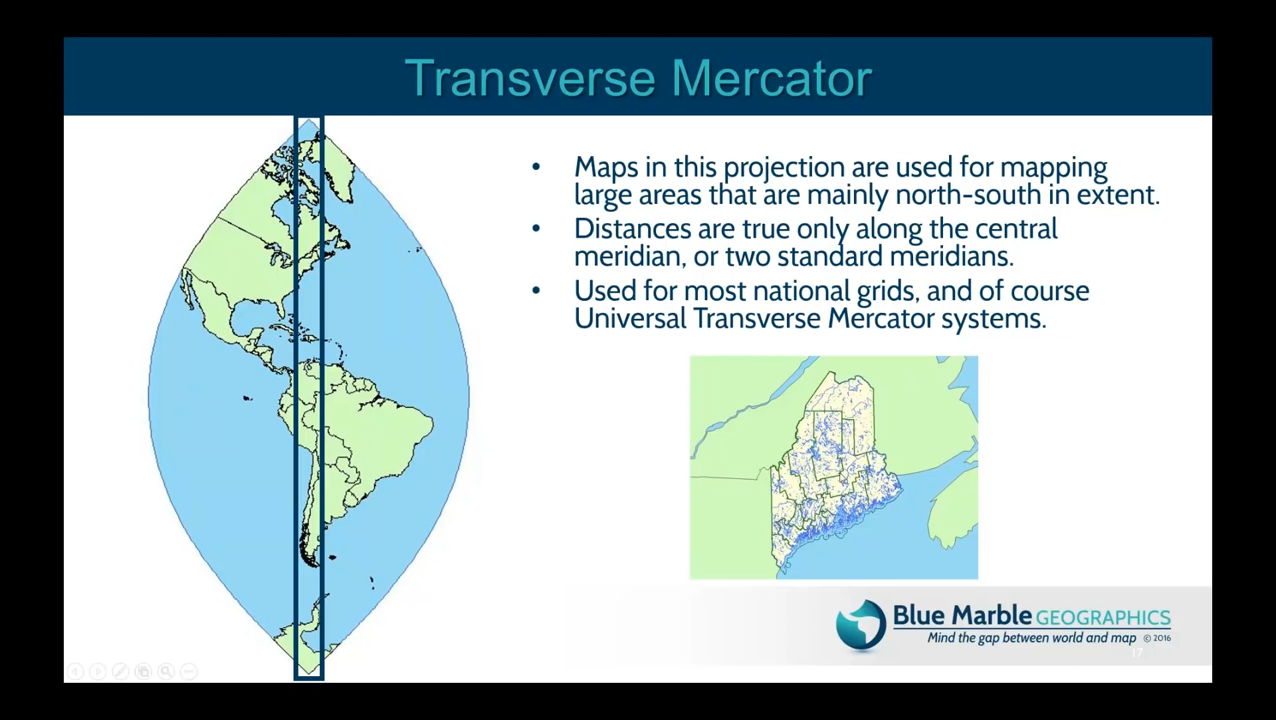 Transverse Mercator
• Maps in this projection are used for mapping
large areas that are mainly north-south in extent.
• Distances are true only along the central
meridian, or two standard meridians.
• Used for most national grids, and of course
Universal Transverse Mercator systems.
Blue Marble GEOGRAPHICS
Mind the gap between world and map © 2016
17